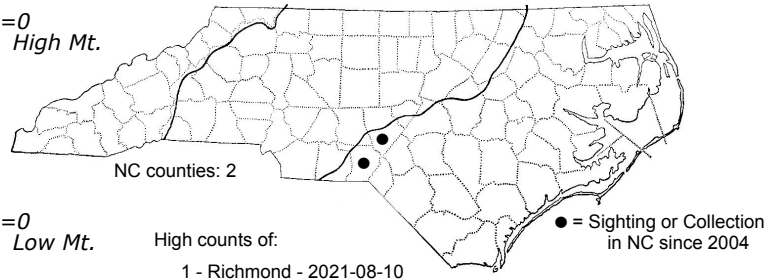 =0
High Mt.
NC counties: 2
=0
Low Mt.
High counts of:
1 - Richmond - 2021-08-10
● = Sighting or Collection
in NC since 2004